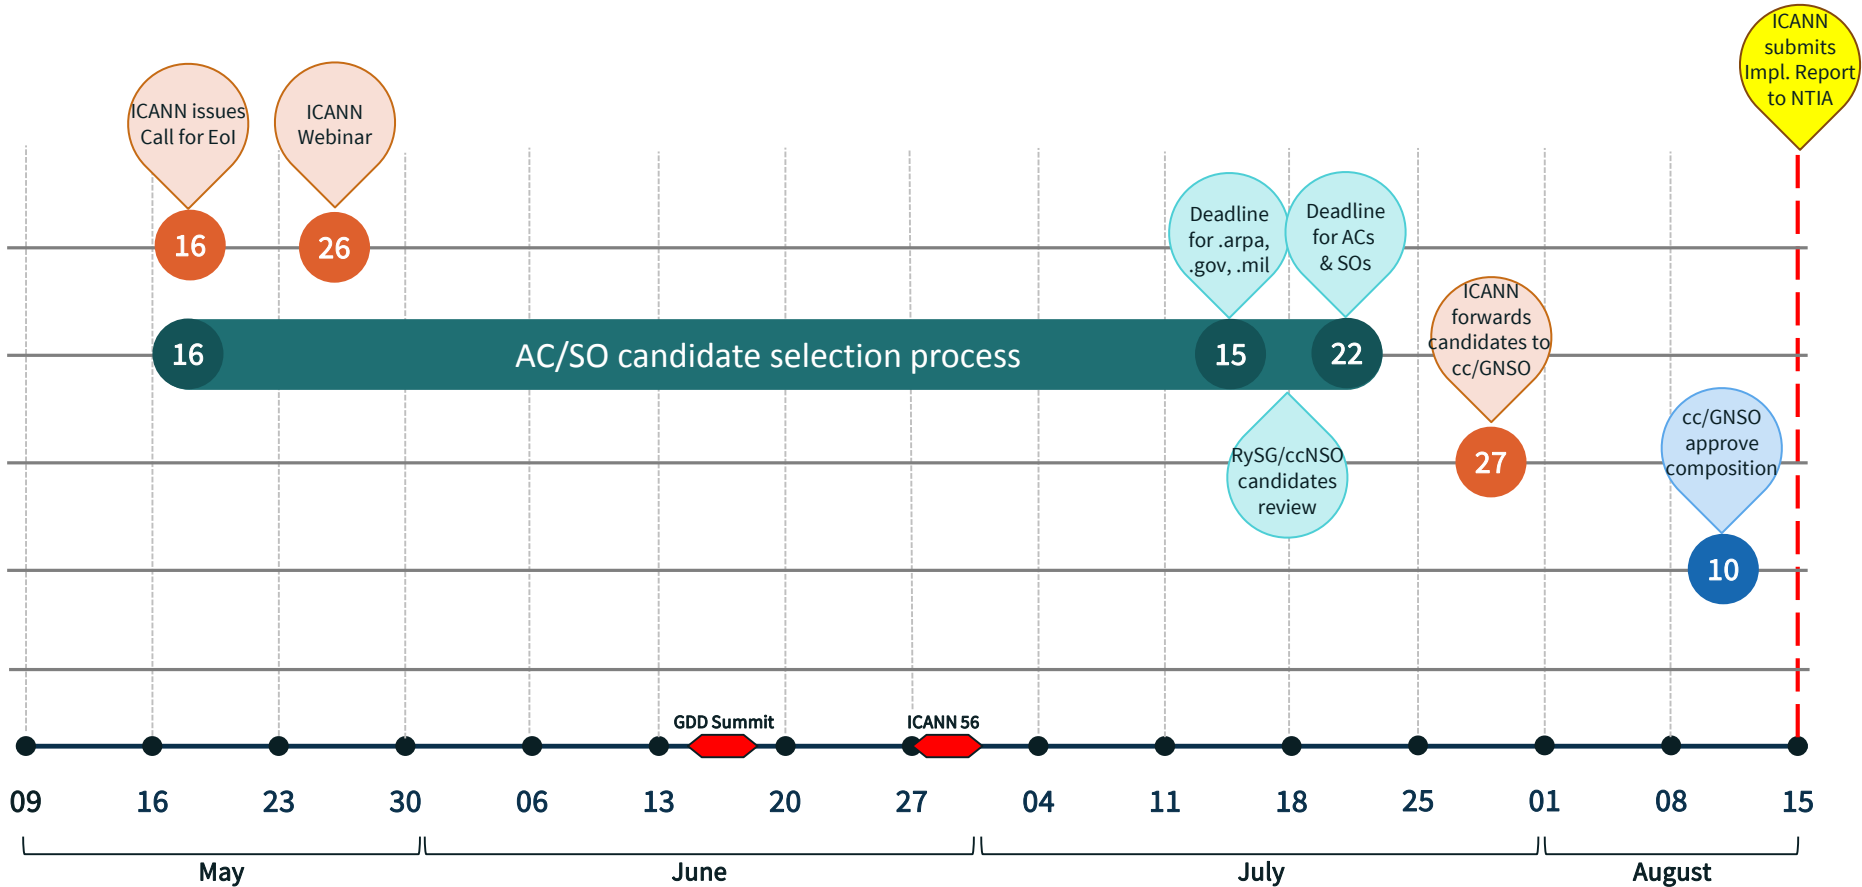 ICANN
submits
Impl. Report
to NTIA
ICANN issues
Call for EoI
ICANN
Webinar
16
26
Deadline
for .arpa,
.gov, .mil
Deadline
for ACs
& SOs
16
AC/SO candidate selection process
15
22
ICANN
forwards
candidates to
cc/GNSO
RySG/ccNSO
candidates
review
27
cc/GNSO
approve
composition
10
GDD Summit
ICANN 56
09
16
23
30
06
13
20
27
04
11
18
25
01
08
15
May
June
July
August